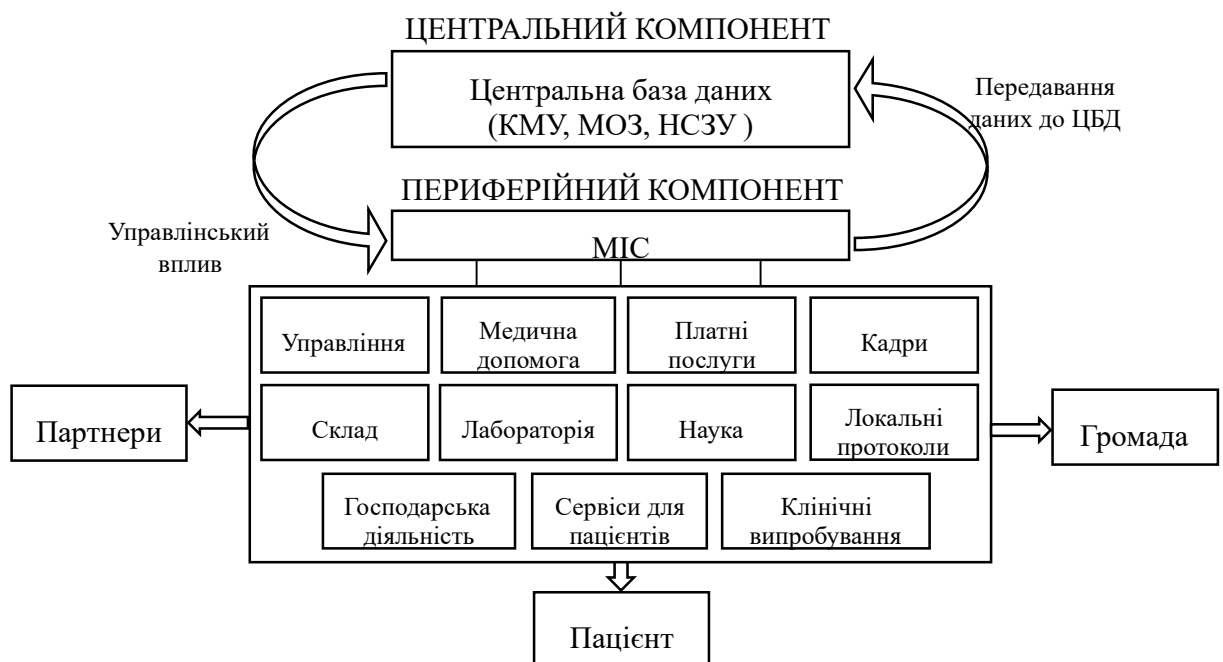 ЦЕНТРАЛЬНИЙ КОМПОНЕНТ
Центральна база даних
(КМУ, МОЗ, НСЗУ )
Передавання
даних до ЦБД
ПЕРИФЕРІЙНИЙ КОМПОНЕНТ
Управлінський
вплив
МІС
Управління
Медична
допомога
Платні
послуги
Кадри
Партнери
Склад
Лабораторія
Наука
Локальні
протоколи
Громада
Господарська
діяльність
Сервіси для
пацієнтів
Клінічні
випробування
Пацієнт